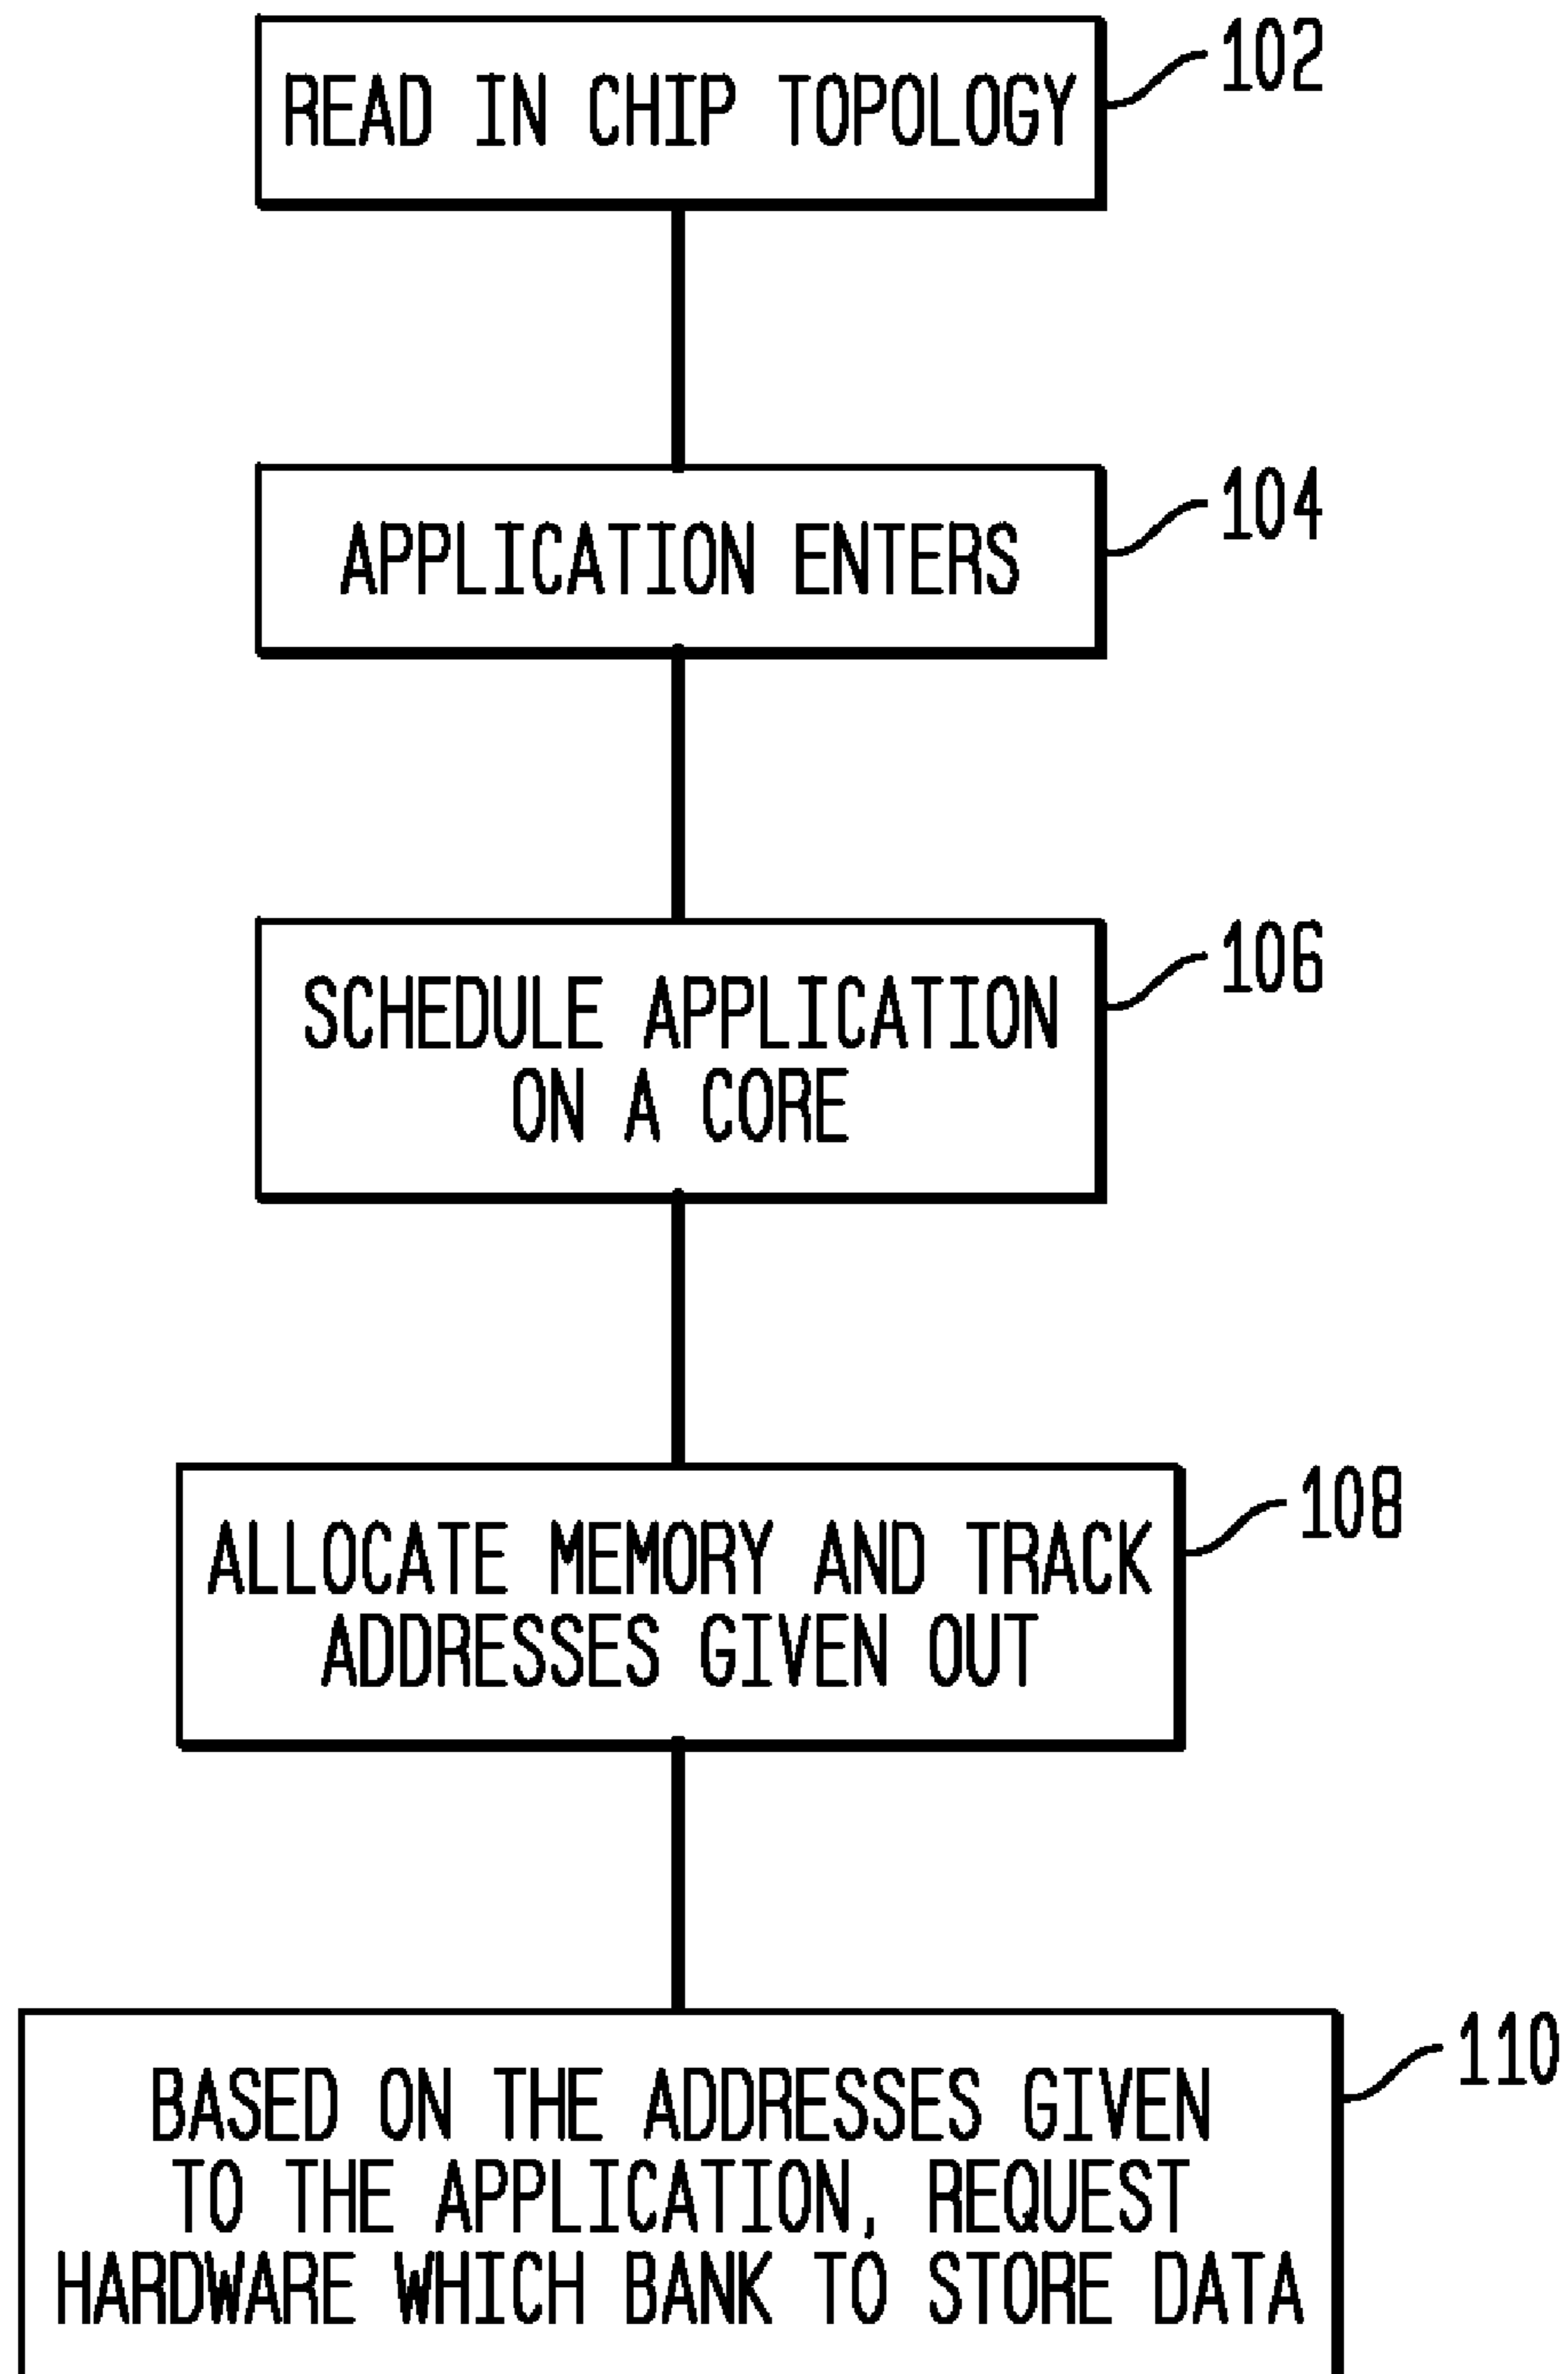 READ IN CHIP TOPOLOGY
102
APPLICATION ENTERS
104
SCHEDULE APPLICATION
ON A CORE
106
ALLOCATE MEMORY AND TRACK
ADDRESSES GIVEN OUT
108
BASED ON THE ADDRESSES GIVEN
TO THE APPLICATION, REQUEST
HARDWARE WHICH BANK TO STORE DATA
110